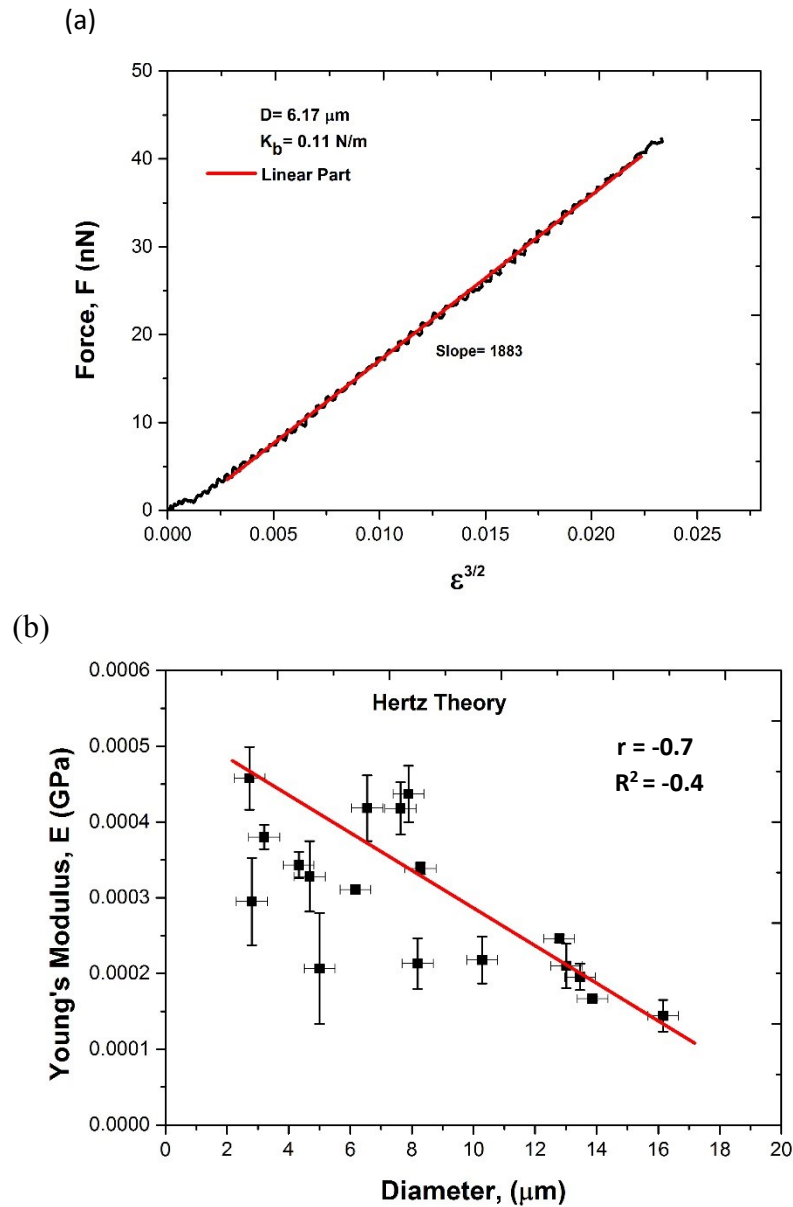 (a)
50
40
30
20
10
0
Force, F (nN)
D= 6.17 μm
K_b= 0.11 N/m
Linear Part
Slope= 1883
0.000 0.005 0.010 0.015 0.020 0.025
ε^3/2
(b)
0.0006
0.0005
0.0004
0.0003
0.0002
0.0001
0.0000
Young's Modulus, E (GPa)
Hertz Theory
r = -0.7
R² = -0.4
0 2 4 6 8 10 12 14 16 18 20
Diameter, (μm)